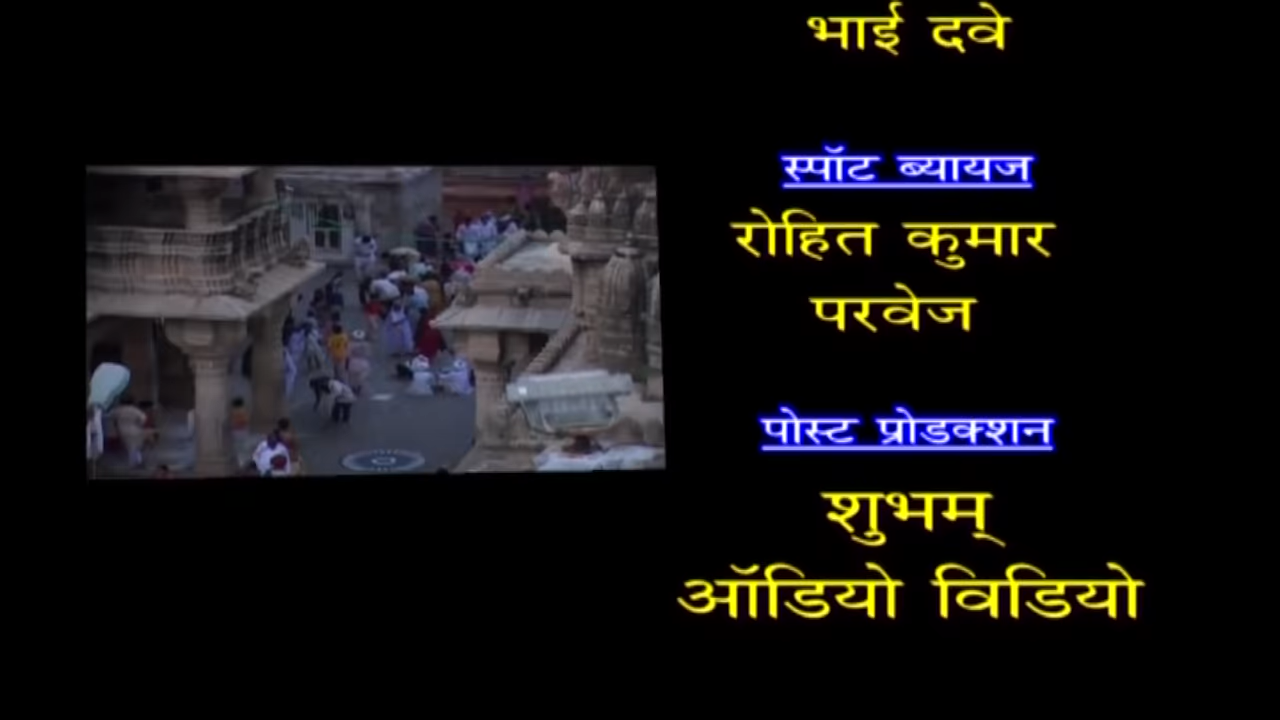 भाई दवे
स्पॉट ब्यायज
रोहित कुमार
परवेज
पोस्ट प्रोडक्शन
शुभम्
ऑडियो विडियो